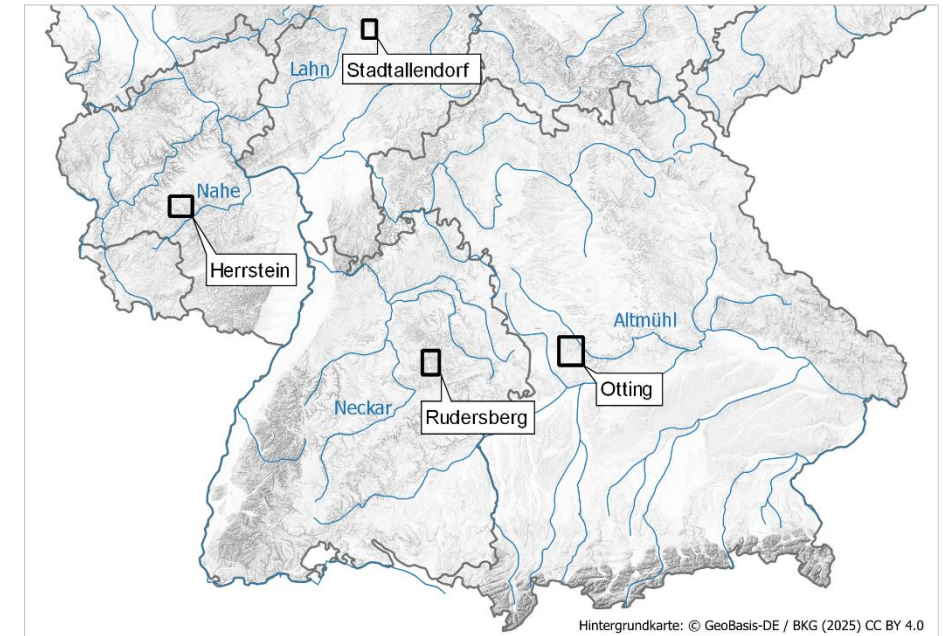 Lahn
Stadtallendorf
Nahe
Herrstein
Altmühl
Otting
Neckar
Rudersberg
Hintergrundkarte: © GeoBasis-DE / BKG (2025) CC BY 4.0